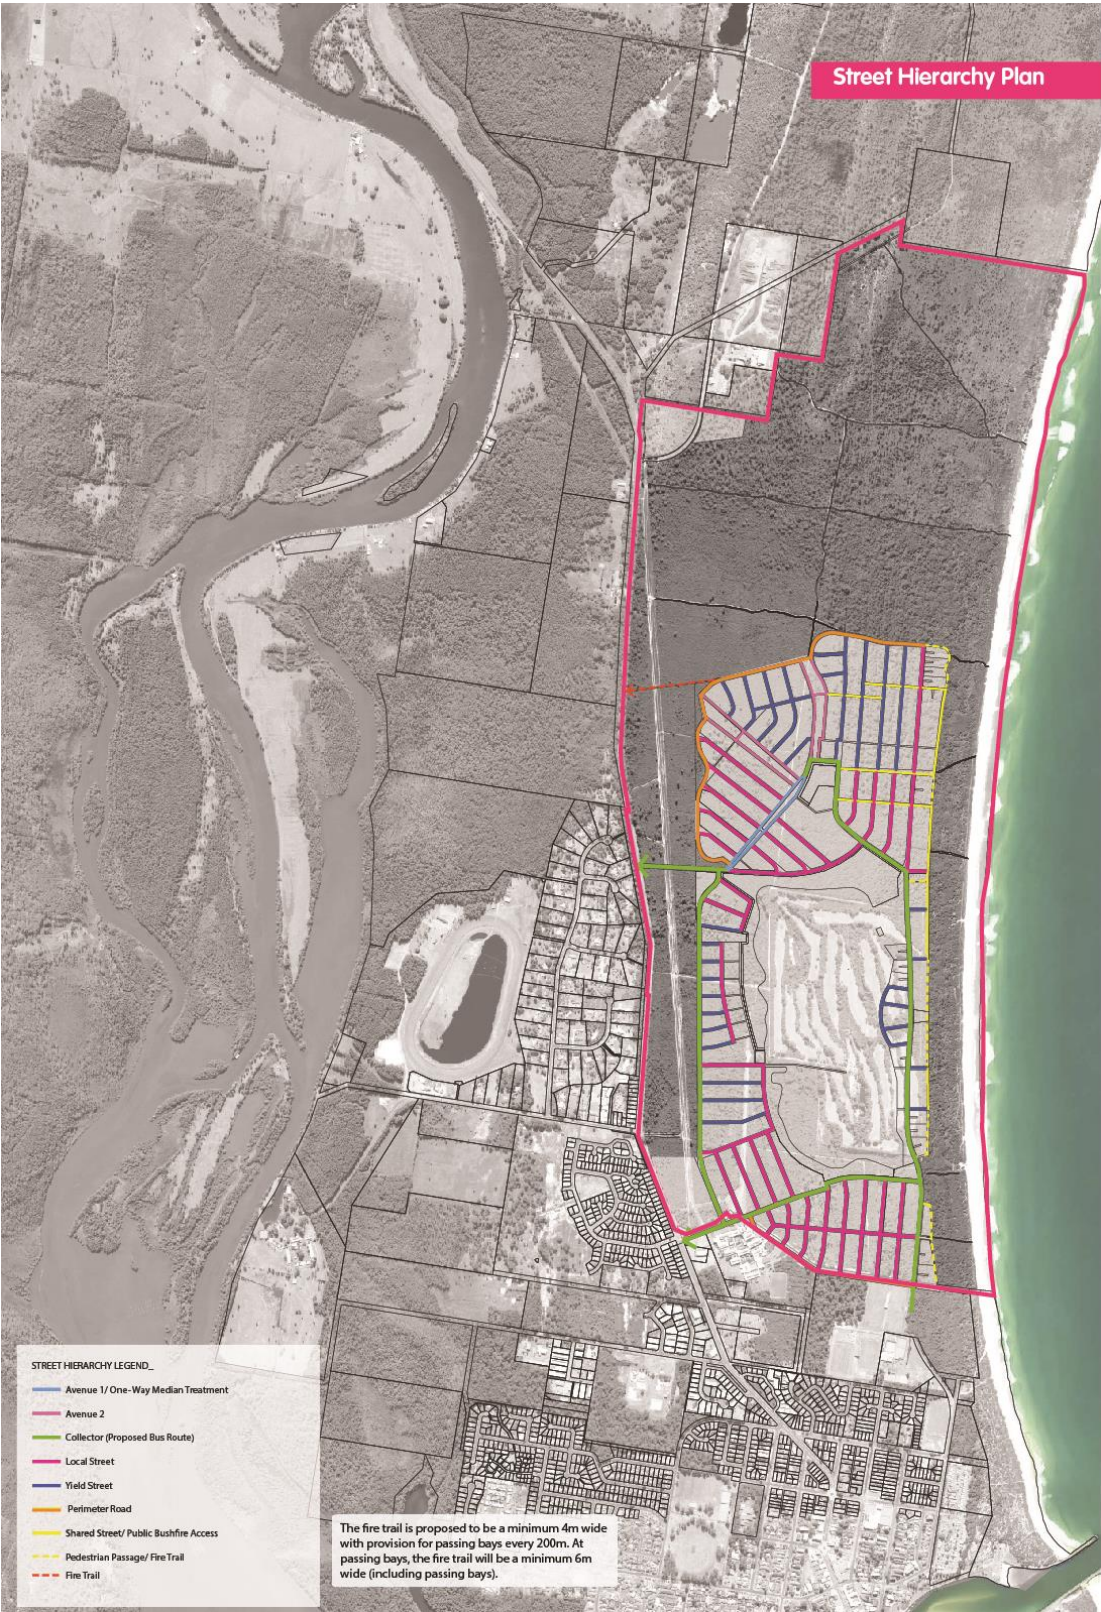 Street Hierarchy Plan
STREET HIERARCHY LEGEND_
Avenue 1/ One-Way Median Treatment
Avenue 2
Collector (Proposed Bus Route)
Local Street
Yield Street
Perimeter Road
Shared Street/ Public Bushfire Access
Pedestrian Passage/ Fire Trail
Fire Trail
The fire trail is proposed to be a minimum 4m wide
with provision for passing bays every 200m. At
passing bays, the fire trail will be a minimum 6m
wide (including passing bays).